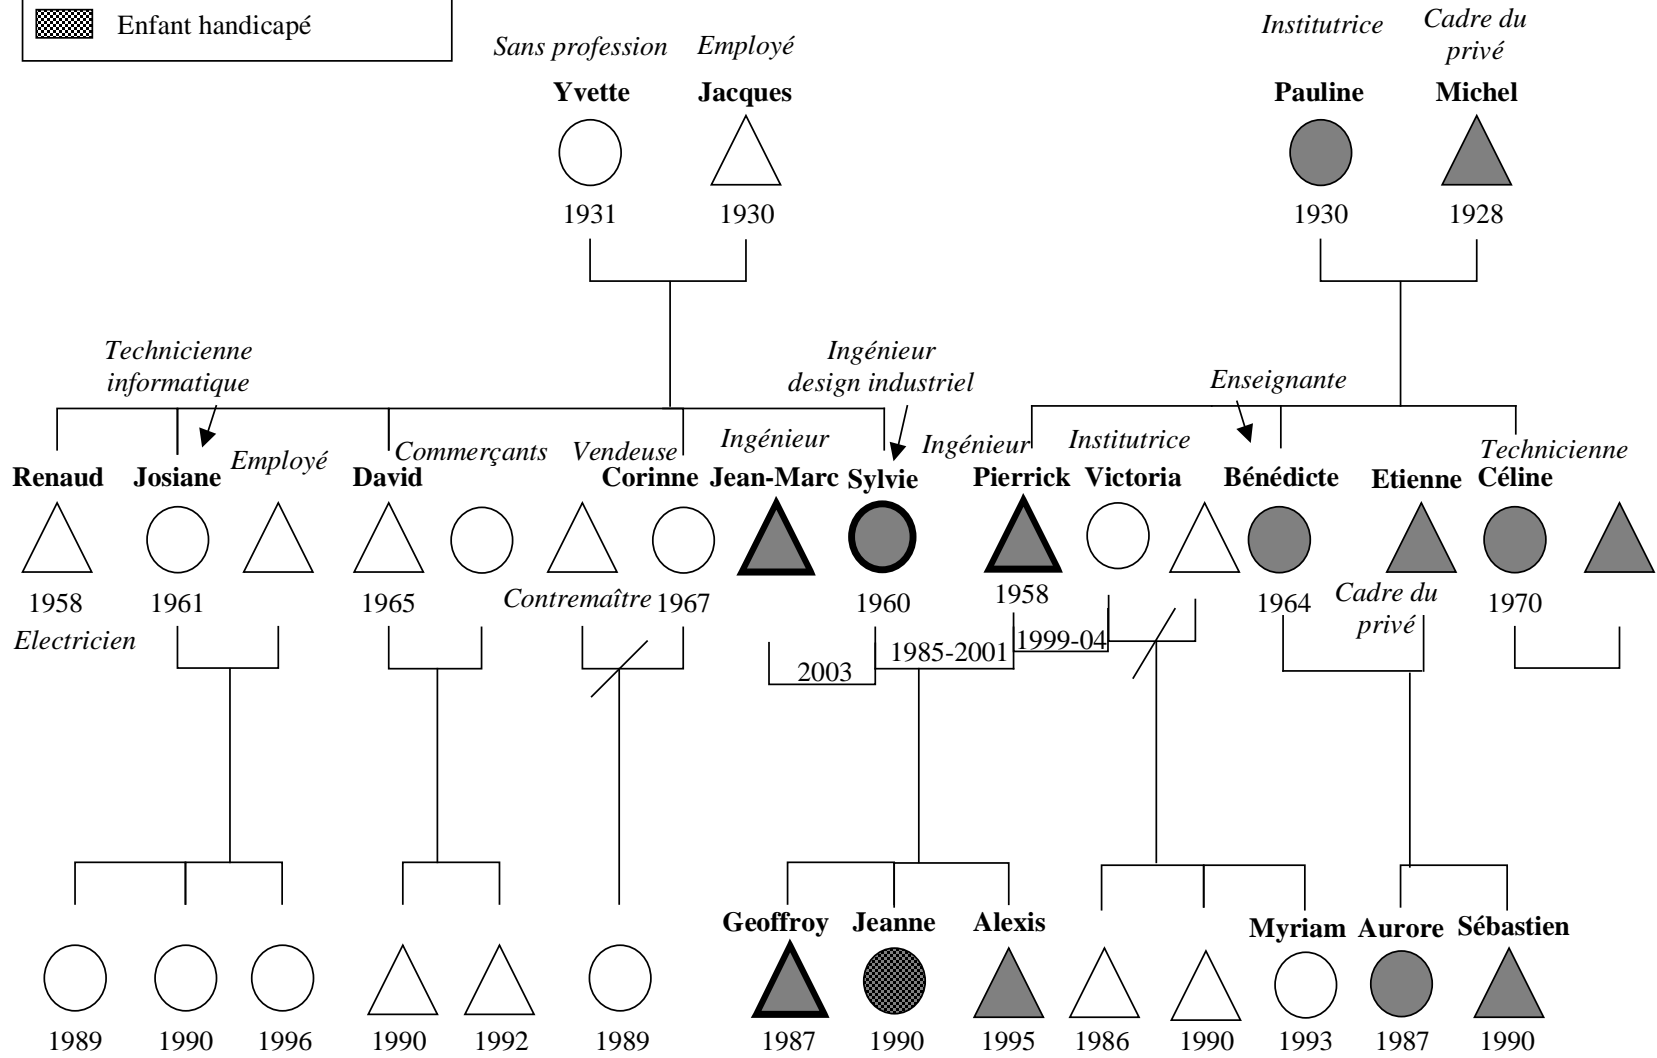 Enfant handicapé
Sans profession
Employé
Institutrice
Cadre du
privé
Yvette
Jacques
Pauline
Michel
1931
1930
1930
1928
Technicienne
informatique
Ingénieur
design industriel
Enseignante
Employé
Commerçants
Vendeuse
Ingénieur
Ingénieur
Institutrice
Technicienne
Renaud
Josiane
David
Corinne
Jean-Marc
Sylvie
Pierrick
Victoria
Bénédicte
Etienne
Céline
1958
1961
1965
Contremaître
1967
1960
1958
1964
Cadre du
privé
1970
Electricien
2003
1985-2001
1999-04
Geoffroy
Jeanne
Alexis
Myriam
Aurore
Sébastien
1989
1990
1996
1990
1992
1989
1987
1990
1995
1986
1990
1993
1987
1990